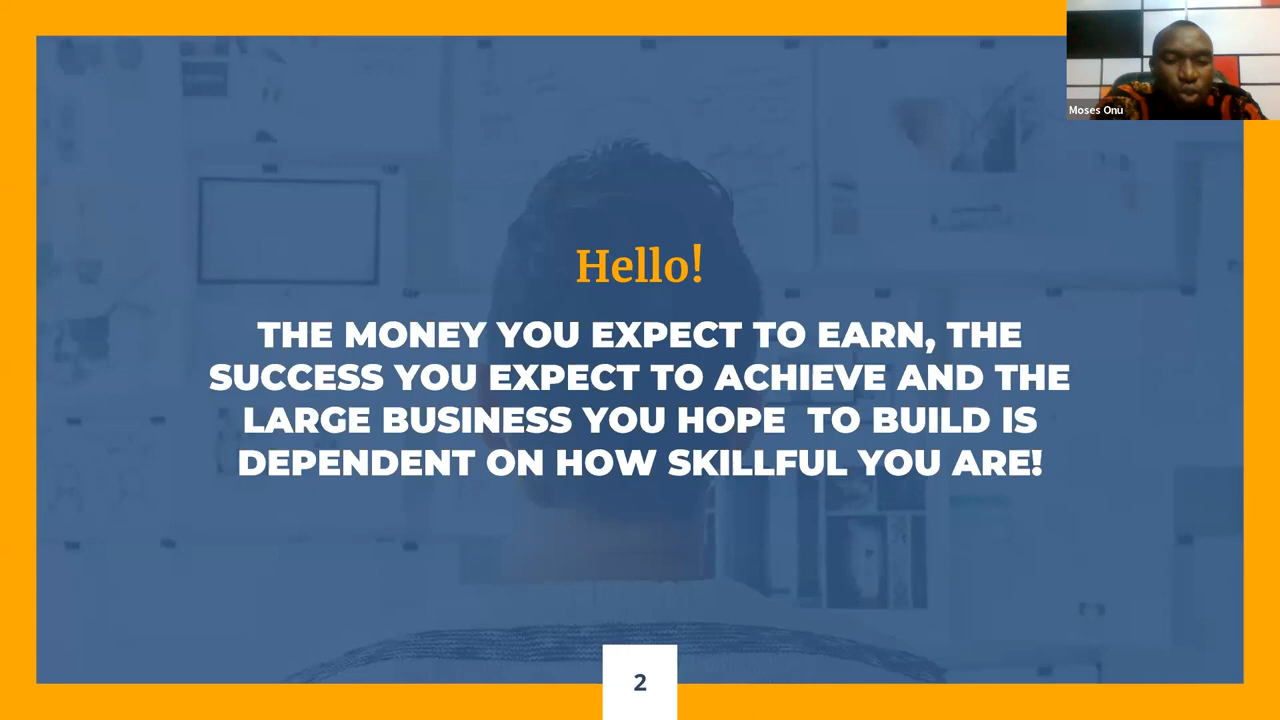 Moses Onu
Hello!
THE MONEY YOU EXPECT TO EARN, THE
SUCCESS YOU EXPECT TO ACHIEVE AND THE
LARGE BUSINESS YOU HOPE  TO BUILD IS
DEPENDENT ON HOW SKILLFUL YOU ARE!
2